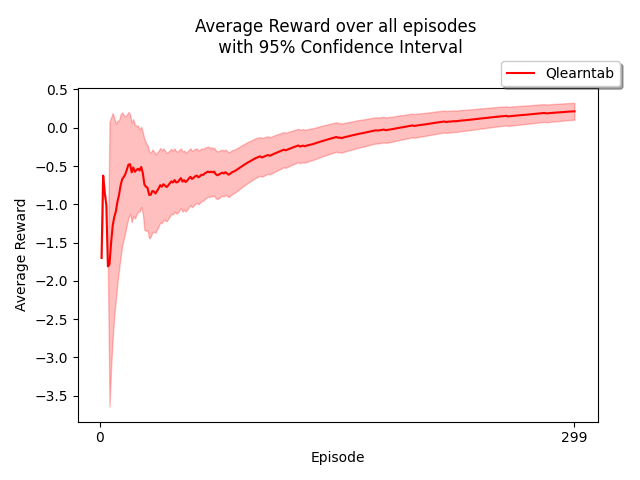 Average Reward over all episodes
with 95% Confidence Interval
Qlearntab
0.5
0.0
−0.5
−1.0
−1.5
−2.0
−2.5
−3.0
−3.5
Average Reward
0 299
Episode